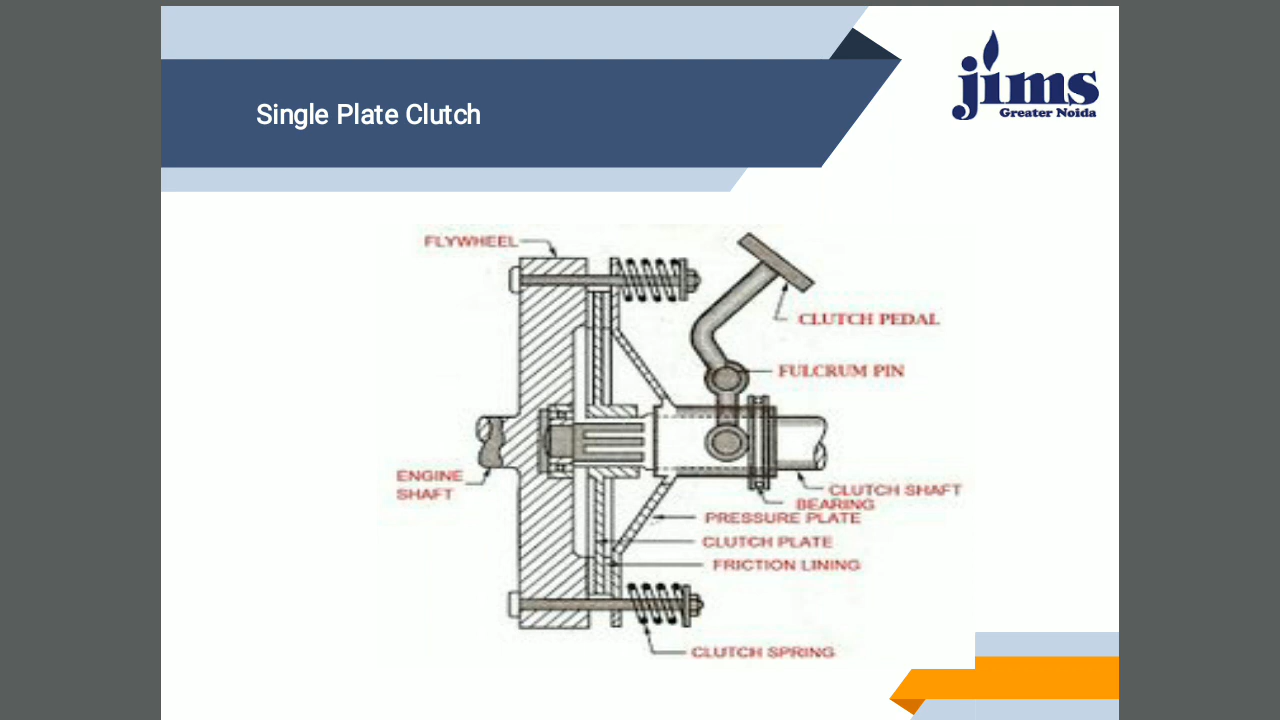 Single Plate Clutch
jims
Greater Noida
FLYWHEEL
CLUTCH PEDAL
FULCRUM PIN
ENGINE
SHAFT
CLUTCH SHAFT
BEARING
PRESSURE PLATE
CLUTCH PLATE
FRICTION LINING
CLUTCH SPRING